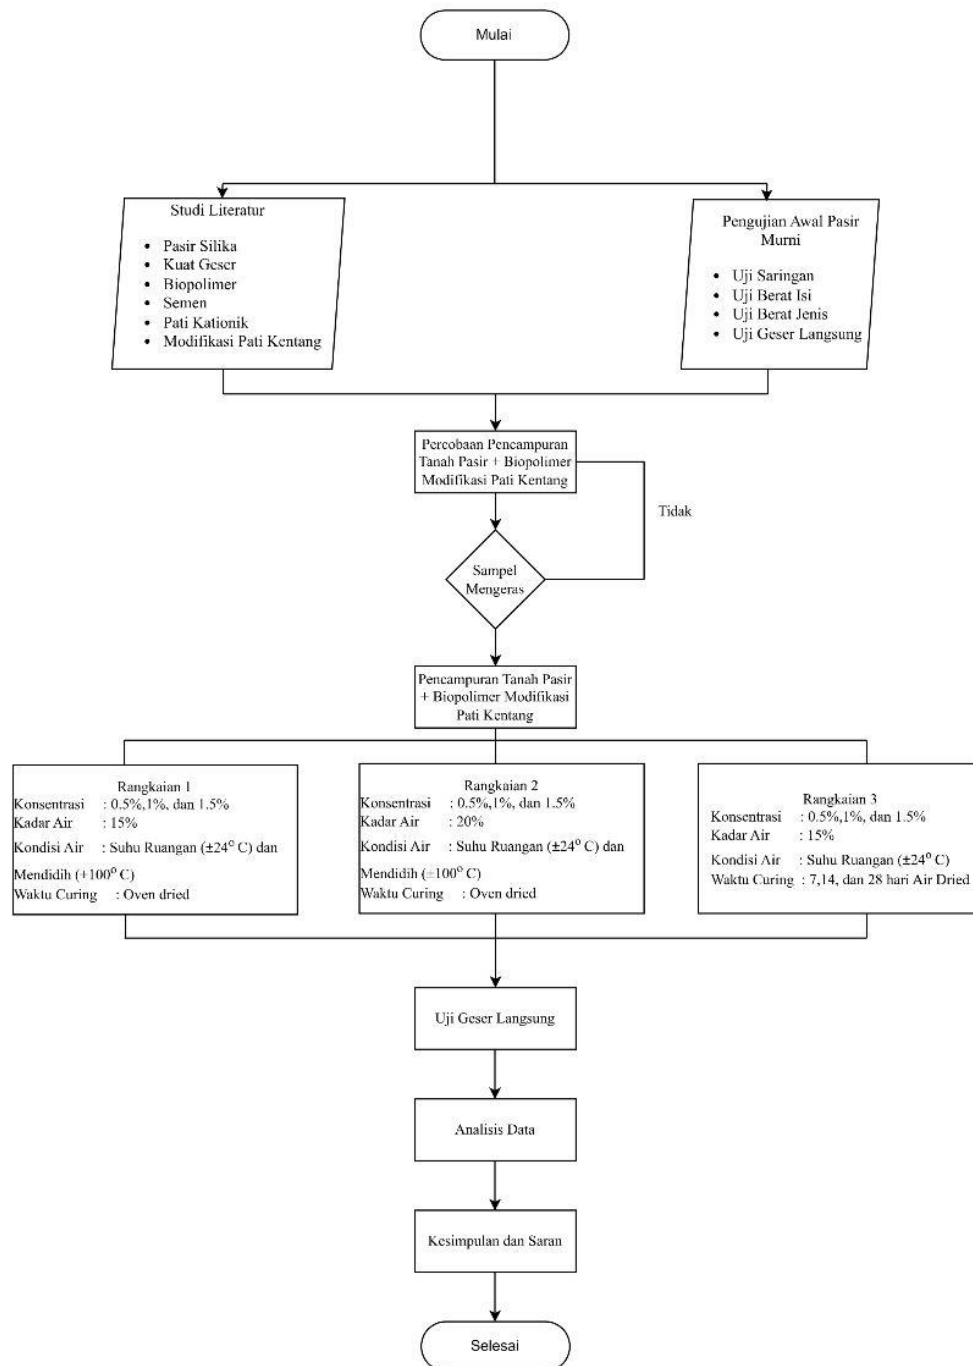 Mulai
Studi Literatur
• Pasir Silika
• Kuat Geser
• Biopolimer
• Semen
• Pati Kationik
• Modifikasi Pati Kentang
Pengujian Awal Pasir
Murni
• Uji Saringan
• Uji Berat Isi
• Uji Berat Jenis
• Uji Geser Langsung
Percobaan Pencampuran
Tanah Pasir + Biopolimer
Modifikasi Pati Kentang
Tidak
Sampel
Mengeras
Pencampuran Tanah Pasir
+ Biopolimer Modifikasi
Pati Kentang
Rangkaian 1
Konsentrasi : 0.5%,1%, dan 1.5%
Kadar Air : 15%
Kondisi Air : Suhu Ruangan (±24° C) dan
Mendidih (±100° C)
Waktu Curing : Oven dried
Rangkaian 2
Konsentrasi : 0.5%,1%, dan 1.5%
Kadar Air : 20%
Kondisi Air : Suhu Ruangan (±24° C) dan
Mendidih (±100° C)
Waktu Curing : Oven dried
Rangkaian 3
Konsentrasi : 0.5%,1%, dan 1.5%
Kadar Air : 15%
Kondisi Air : Suhu Ruangan (±24° C)
Waktu Curing : 7,14, dan 28 hari Air Dried
Uji Geser Langsung
Analisis Data
Kesimpulan dan Saran
Selesai